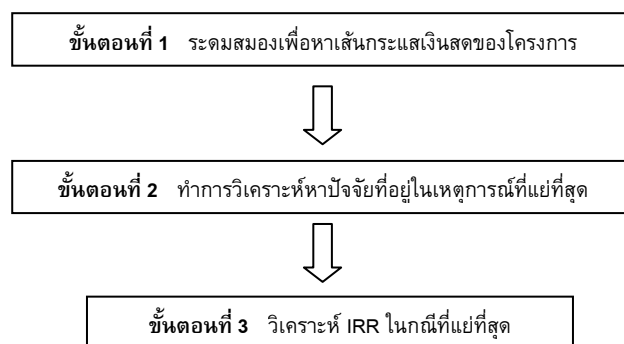 ขั้นตอนที่ 1 ระดมสมองเพื่อหาเส้นกระแสเงินสดของโครงการ
ขั้นตอนที่ 2 ทำการวิเคราะห์หาปัจจัยที่อยู่ในเหตุการณ์ที่แย่ที่สุด
ขั้นตอนที่ 3 วิเคราะห์ IRR ในกณีที่แย่ที่สุด